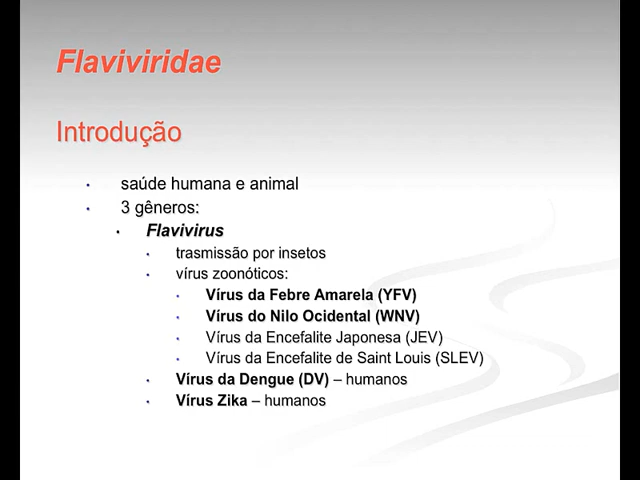 Flaviviridae
Introdução
saúde humana e animal
3 gêneros:
Flavivirus
trasmissão por insetos
vírus zoonóticos:
Vírus da Febre Amarela (YFV)
Vírus do Nilo Ocidental (WNV)
Vírus da Encefalite Japonesa (JEV)
Vírus da Encefalite de Saint Louis (SLEV)
Vírus da Dengue (DV) – humanos
Vírus Zika – humanos